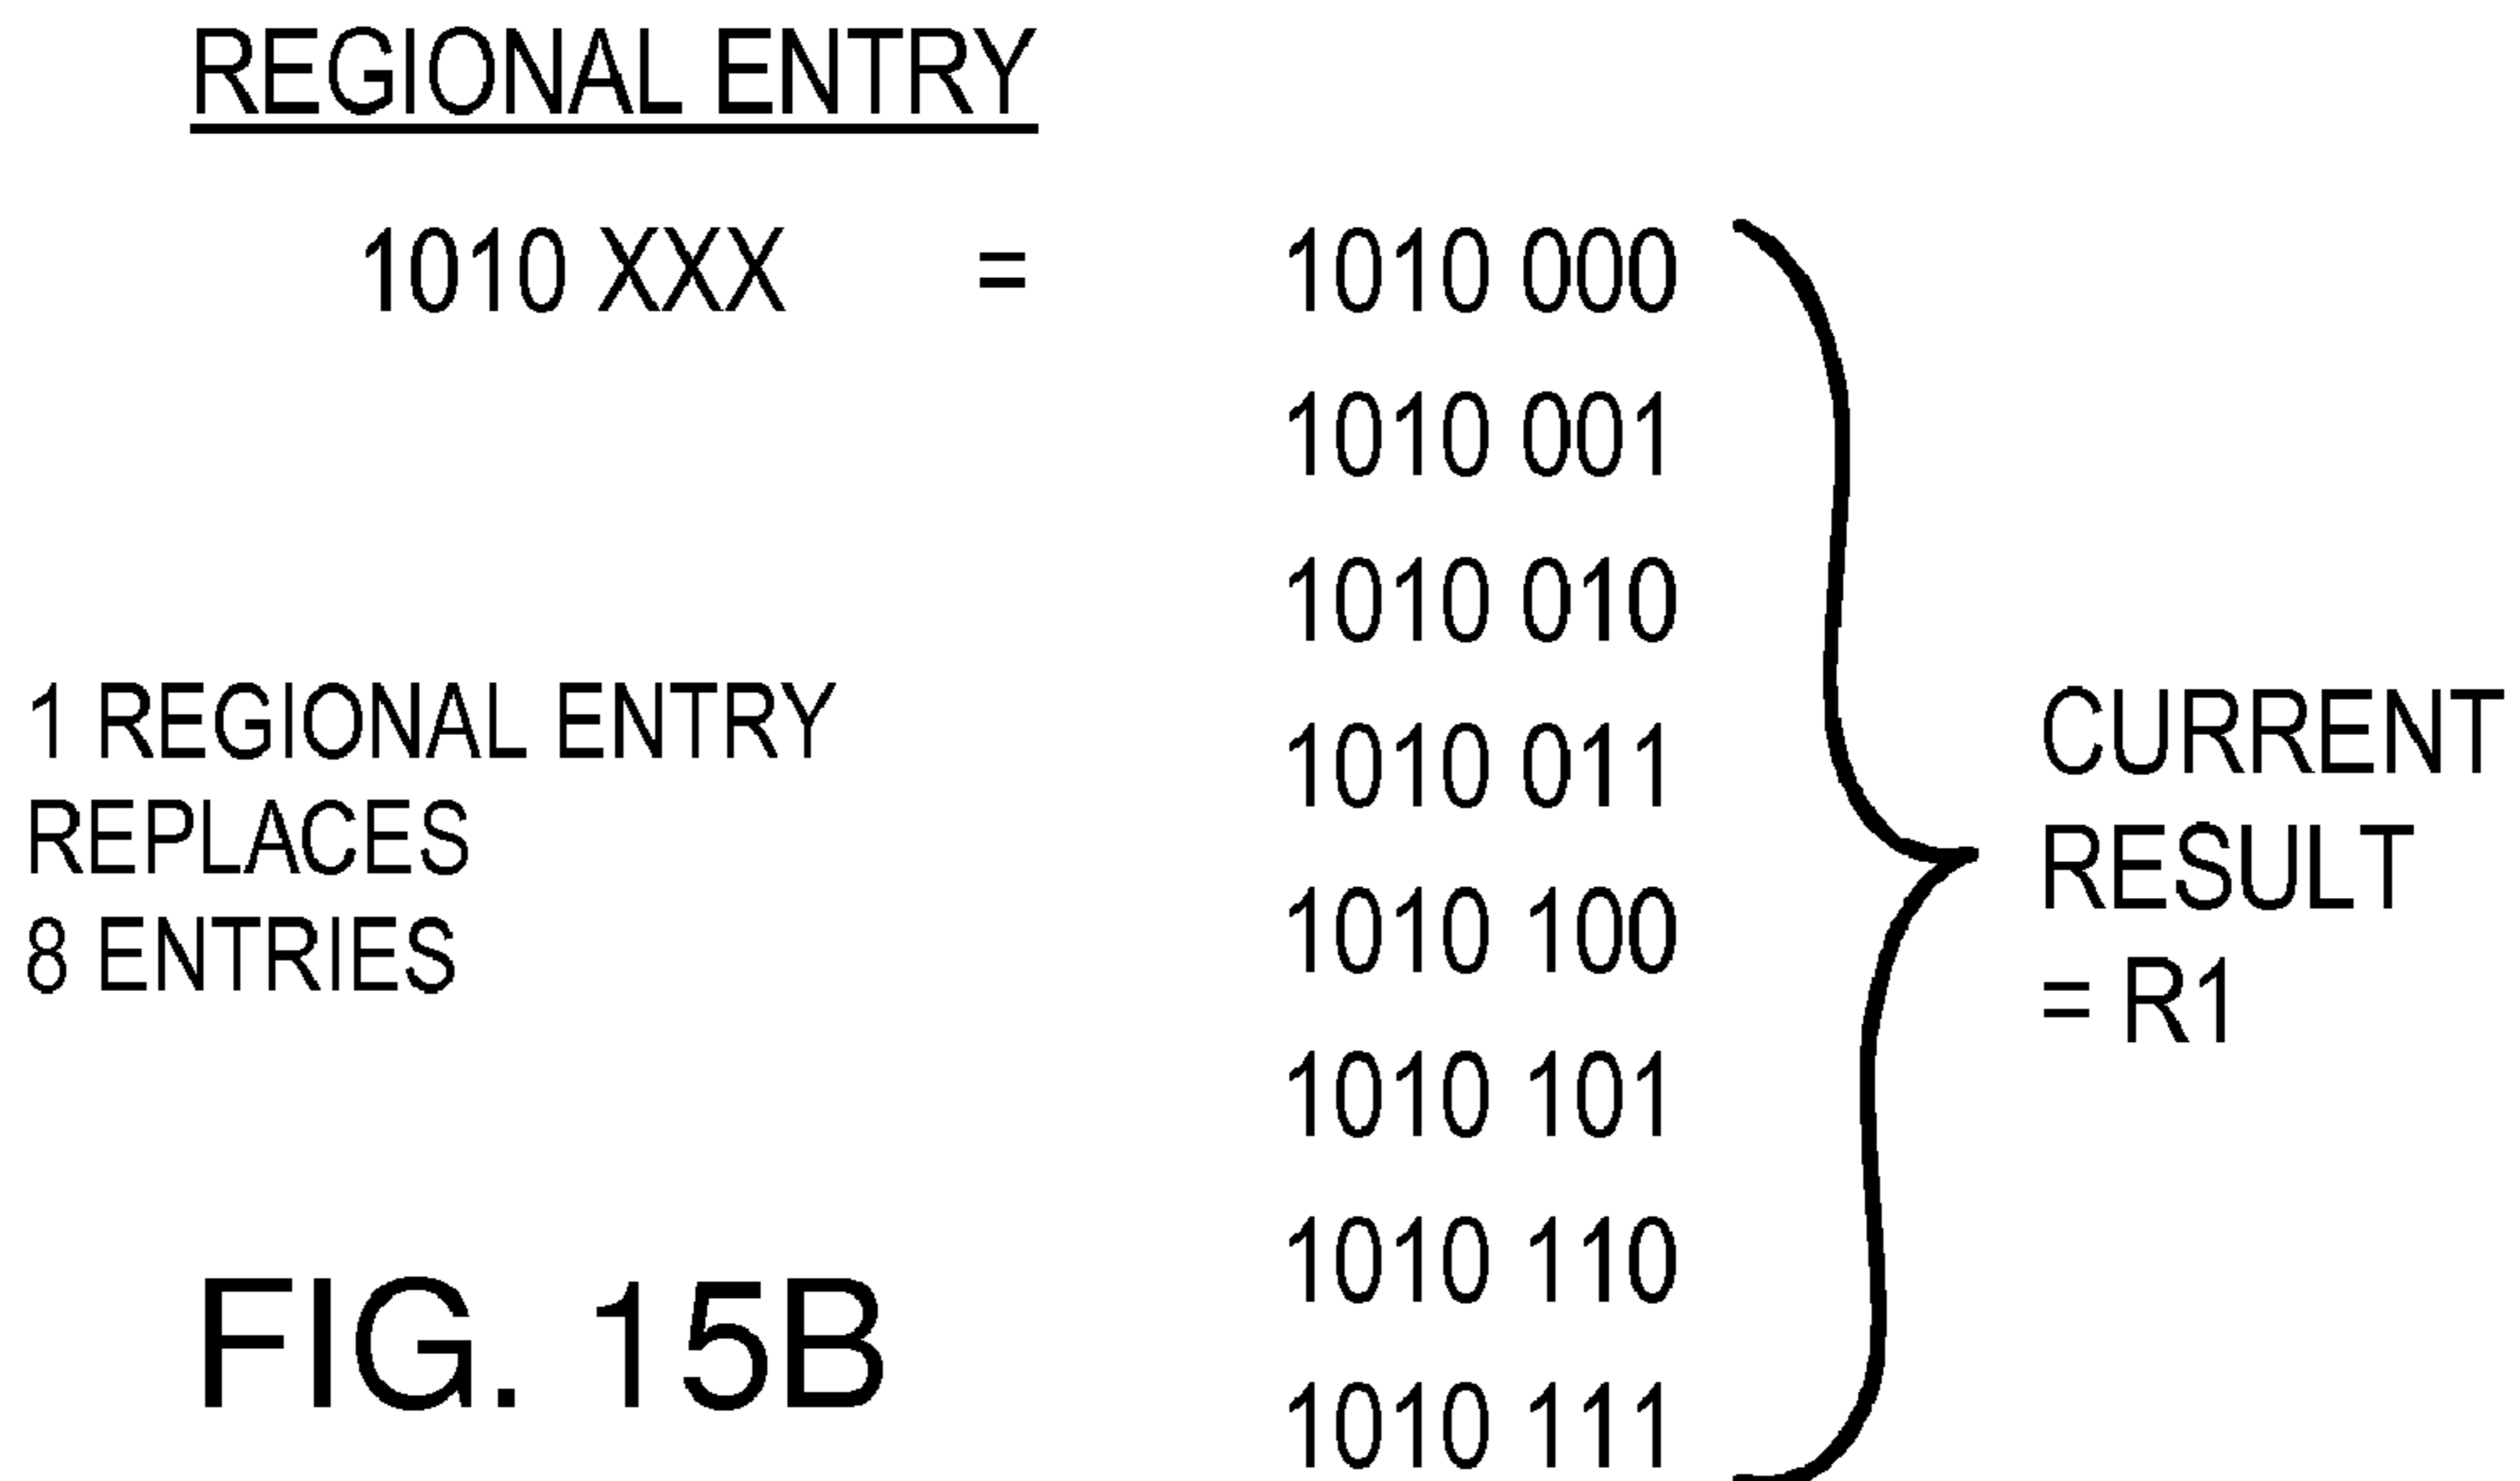 REGIONAL ENTRY
1010 XXX = 1010 000
1010 001
1010 010
1010 011
1010 100
1010 101
1010 110
1010 111
1 REGIONAL ENTRY
REPLACES
8 ENTRIES
CURRENT
RESULT
= R1
FIG. 15B